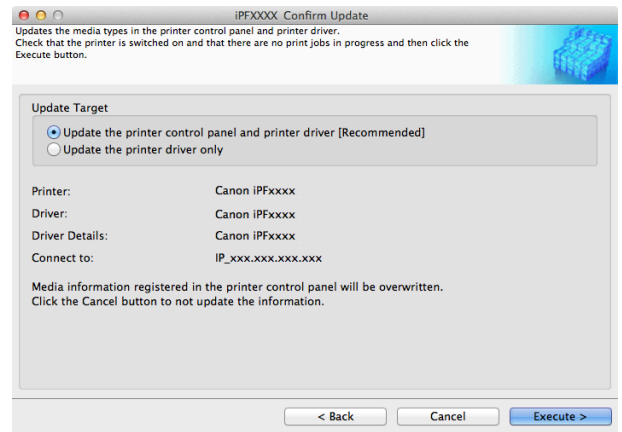 iPFXXXX Confirm Update
Updates the media types in the printer control panel and printer driver.
Check that the printer is switched on and that there are no print jobs in progress and then click the
Execute button.
Update Target
Update the printer control panel and printer driver [Recommended]
Update the printer driver only
Printer: Canon iPFxxxx
Driver: Canon iPFxxxx
Driver Details: Canon iPFxxxx
Connect to: IP_xxx.xxx.xxx.xxx
Media information registered in the printer control panel will be overwritten.
Click the Cancel button to not update the information.
< Back Cancel Execute >